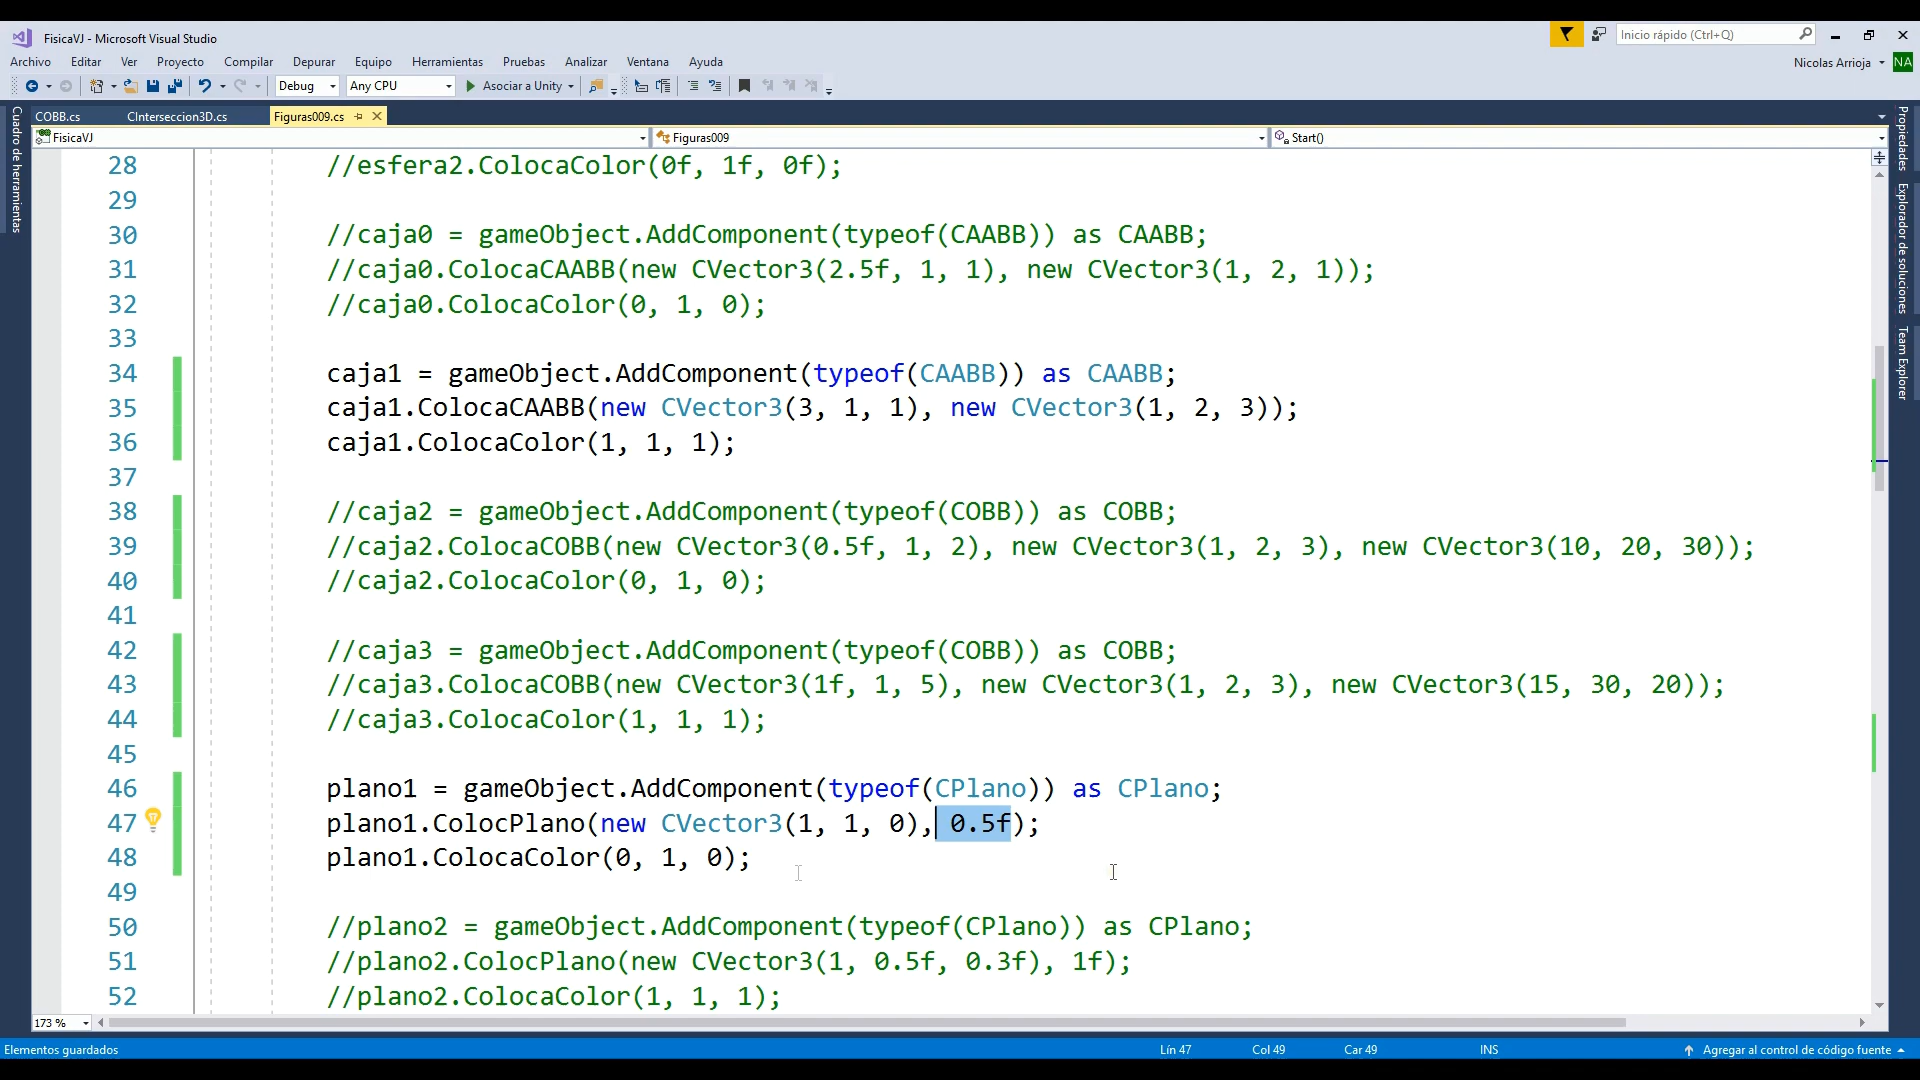 FisicaVJ - Microsoft Visual Studio
Inicio rápido (Ctrl+Q)
Archivo Editar Ver Proyecto Compilar Depurar Equipo Herramientas Pruebas Analizar Ventana Ayuda
Nicolas Arrioja NA
Debug Any CPU Asociar a Unity
COBB.cs CInterseccion3D.cs Figuras009.cs
FisicaVJ Figuras009 Start()
Cuadro de herramientas
Propiedades
Explorador de soluciones
Team Explorer
28 //esfera2.ColocaColor(0f, 1f, 0f);
29
30 //caja0 = gameObject.AddComponent(typeof(CAABB)) as CAABB;
31 //caja0.ColocaCAABB(new CVector3(2.5f, 1, 1), new CVector3(1, 2, 1));
32 //caja0.ColocaColor(0, 1, 0);
33
34 caja1 = gameObject.AddComponent(typeof(CAABB)) as CAABB;
35 caja1.ColocaCAABB(new CVector3(3, 1, 1), new CVector3(1, 2, 3));
36 caja1.ColocaColor(1, 1, 1);
37
38 //caja2 = gameObject.AddComponent(typeof(COBB)) as COBB;
39 //caja2.ColocaCOBB(new CVector3(0.5f, 1, 2), new CVector3(1, 2, 3), new CVector3(10, 20, 30));
40 //caja2.ColocaColor(0, 1, 0);
41
42 //caja3 = gameObject.AddComponent(typeof(COBB)) as COBB;
43 //caja3.ColocaCOBB(new CVector3(1f, 1, 5), new CVector3(1, 2, 3), new CVector3(15, 30, 20));
44 //caja3.ColocaColor(1, 1, 1);
45
46 plano1 = gameObject.AddComponent(typeof(CPlano)) as CPlano;
47 plano1.ColocPlano(new CVector3(1, 1, 0), 0.5f);
48 plano1.ColocaColor(0, 1, 0);
49
50 //plano2 = gameObject.AddComponent(typeof(CPlano)) as CPlano;
51 //plano2.ColocPlano(new CVector3(1, 0.5f, 0.3f), 1f);
52 //plano2.ColocaColor(1, 1, 1);
173 %
Elementos guardados Lín 47 Col 49 Car 49 INS Agregar al control de código fuente